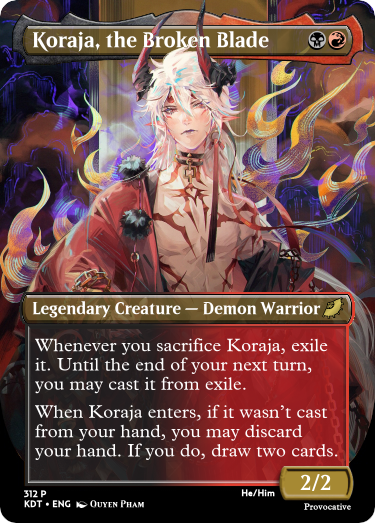 Koraja, the Broken Blade
Legendary Creature — Demon Warrior
Whenever you sacrifice Koraja, exile
it. Until the end of your next turn,
you may cast it from exile.
When Koraja enters, if it wasn't cast
from your hand, you may discard
your hand. If you do, draw two cards.
2/2
312 P
He/Him
KDT • ENG Ouyen Pham
Provocative